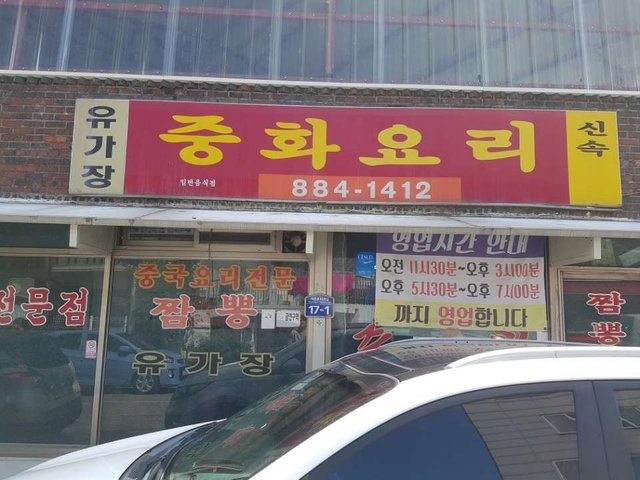 유가장
중화요리
신속
일반음식점
884-1412
영업시간 안내
오전 11시30분~오후 3시00분
오후 5시30분~오후 7시00분
까지 영업합니다
전문점
중국요리전문
짬뽕
유가장
17-1
짬뽕